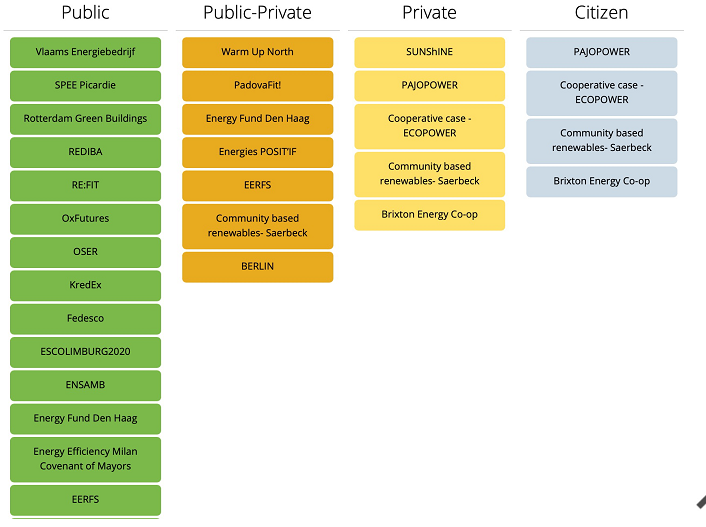 Public
Vlaams Energiebedrijf
SPEE Picardie
Rotterdam Green Buildings
REDIBA
RE:FIT
OxFutures
OSER
KredEx
Fedesco
ESCOLIMBURG2020
ENSAMB
Energy Fund Den Haag
Energy Efficiency Milan
Covenant of Mayors
EERFS
Public-Private
Warm Up North
PadovaFit!
Energy Fund Den Haag
Energies POSIT'IF
EERFS
Community based
renewables- Saerbeck
BERLIN
Private
SUNShINE
PAJOPOWER
Cooperative case -
ECOPOWER
Community based
renewables- Saerbeck
Brixton Energy Co-op
Citizen
PAJOPOWER
Cooperative case -
ECOPOWER
Community based
renewables- Saerbeck
Brixton Energy Co-op